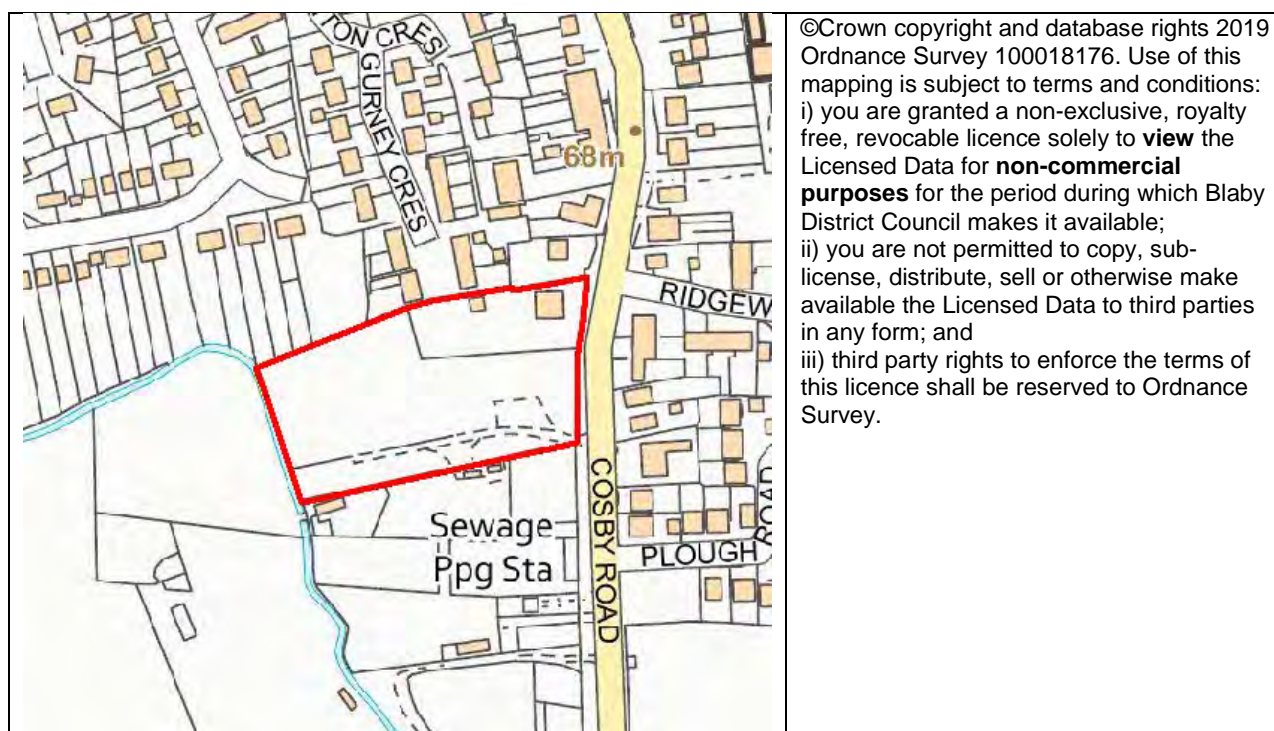 TON CRES
GURNEY CRES
68m
RIDGEW
COSBY ROAD
Sewage
Ppg Sta
PLOUGH
ROAD
©Crown copyright and database rights 2019
Ordnance Survey 100018176. Use of this
mapping is subject to terms and conditions:
i) you are granted a non-exclusive, royalty
free, revocable licence solely to view the
Licensed Data for non-commercial
purposes for the period during which Blaby
District Council makes it available;
ii) you are not permitted to copy, sub-
license, distribute, sell or otherwise make
available the Licensed Data to third parties
in any form; and
iii) third party rights to enforce the terms of
this licence shall be reserved to Ordnance
Survey.